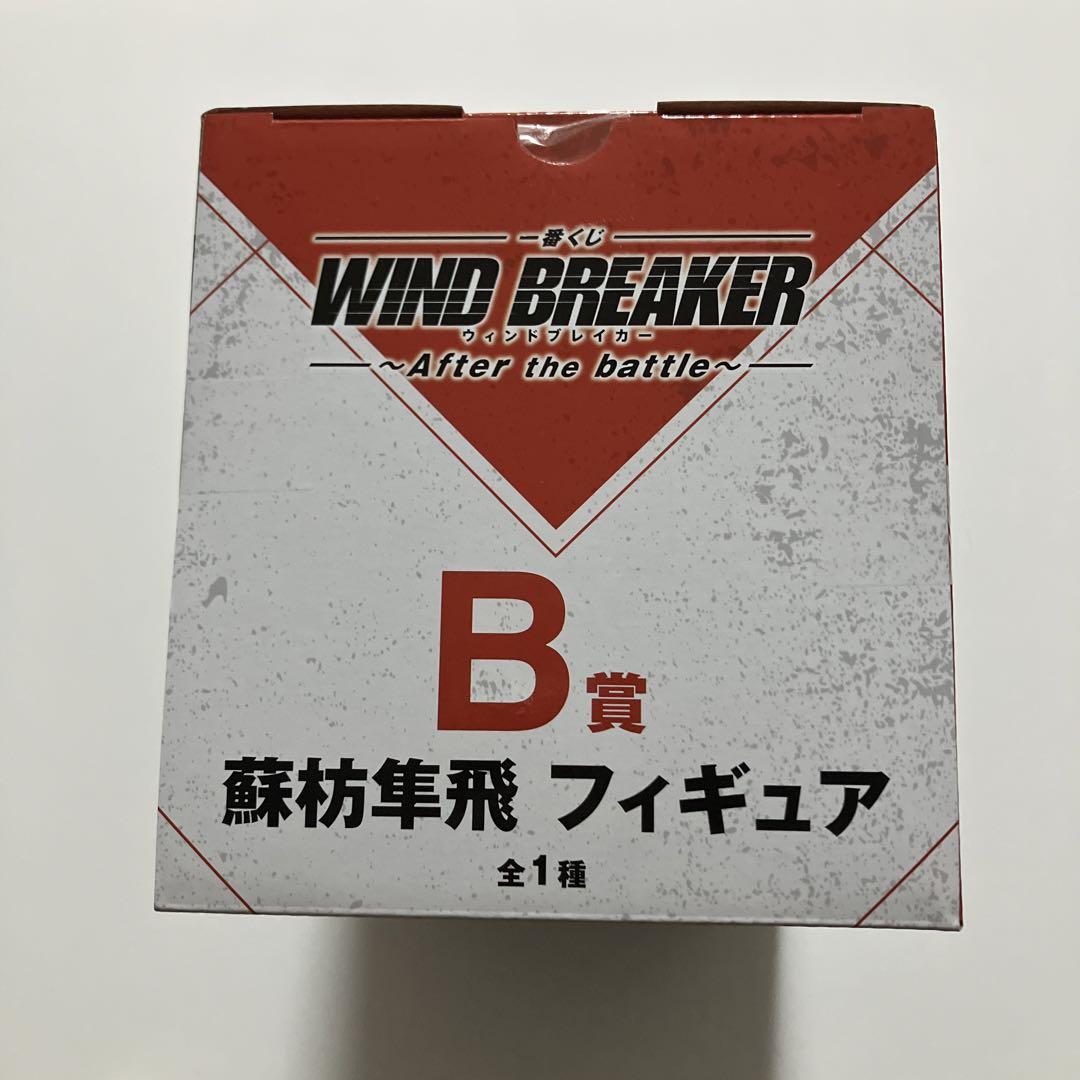 一番くじ
WIND BREAKER
ウィンドブレイカー
～After the battle～
B賞
蘇枋隼飛 フィギュア
全1種